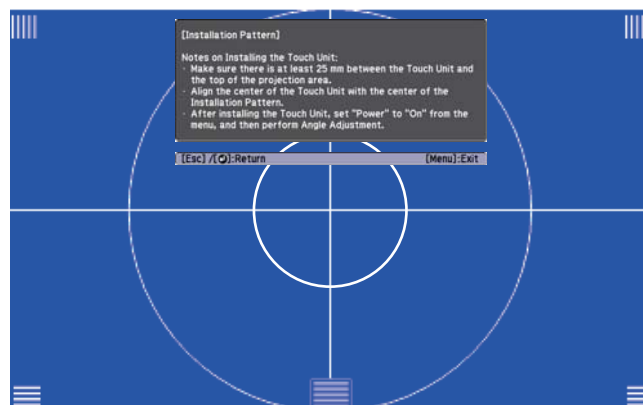 [Installation Pattern]
Notes on Installing the Touch Unit:
· Make sure there is at least 25 mm between the Touch Unit and
the top of the projection area.
· Align the center of the Touch Unit with the center of the
Installation Pattern.
· After installing the Touch Unit, set "Power" to "On" from the
menu, and then perform Angle Adjustment.
[Esc] /[⮌]:Return [Menu]:Exit